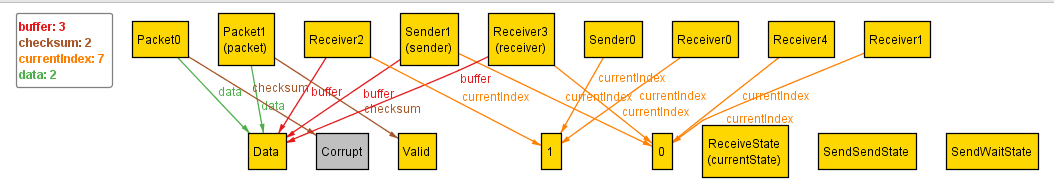 buffer: 3
checksum: 2
currentIndex: 7
data: 2
Packet0
Packet1
(packet)
Receiver2
Sender1
(sender)
Receiver3
(receiver)
Sender0
Receiver0
Receiver4
Receiver1
data
checksum
data
buffer
buffer
checksum
buffer
currentIndex
currentIndex
currentIndex
currentIndex
currentIndex
currentIndex
currentIndex
Data
Corrupt
Valid
1
0
ReceiveState
(currentState)
SendSendState
SendWaitState